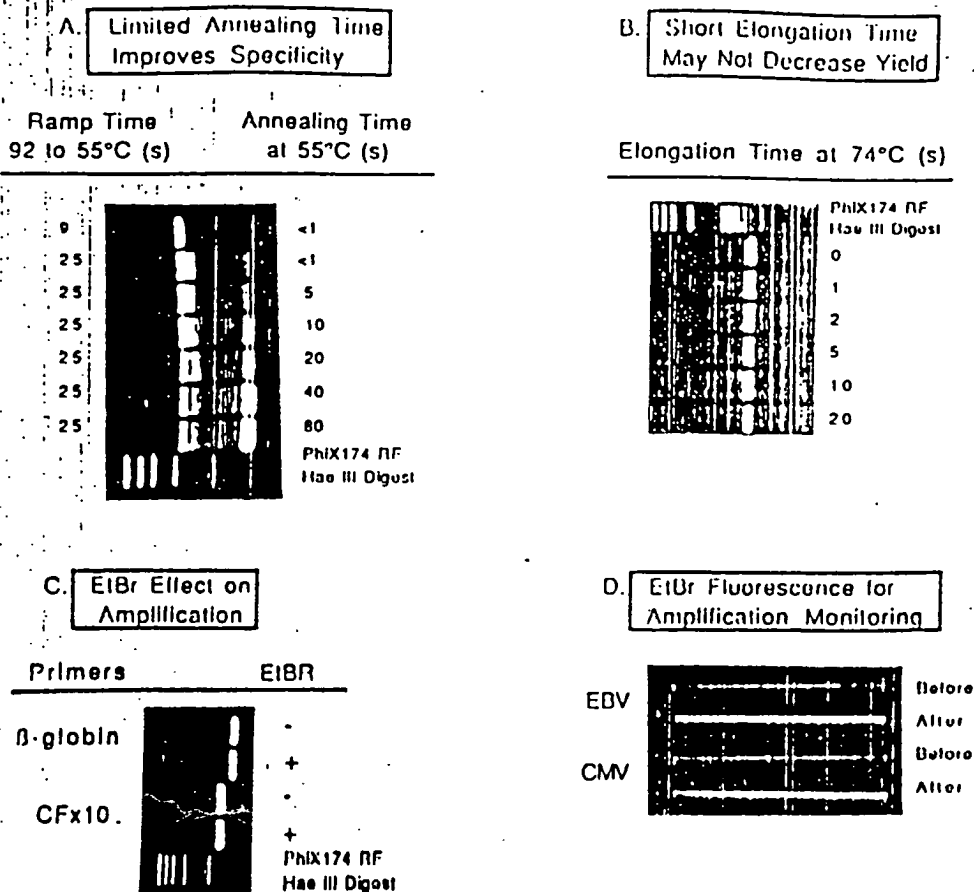 A. Limited Annealing Time
Improves Specificity
Ramp Time
92 to 55°C (s)
Annealing Time
at 55°C (s)
9 <1
25 <1
25 5
25 10
25 20
25 40
25 80
PhiX174 RF
Hae III Digest
B. Short Elongation Time
May Not Decrease Yield
Elongation Time at 74°C (s)
PhiX174 RF
Hae III Digest
0
1
2
5
10
20
C. EtBr Effect on
Amplification
Primers EtBR
β-globin -
+
CFx10. -
+
PhiX174 RF
Hae III Digest
D. EtBr Fluorescence for
Amplification Monitoring
EBV
Before
After
CMV
Before
After